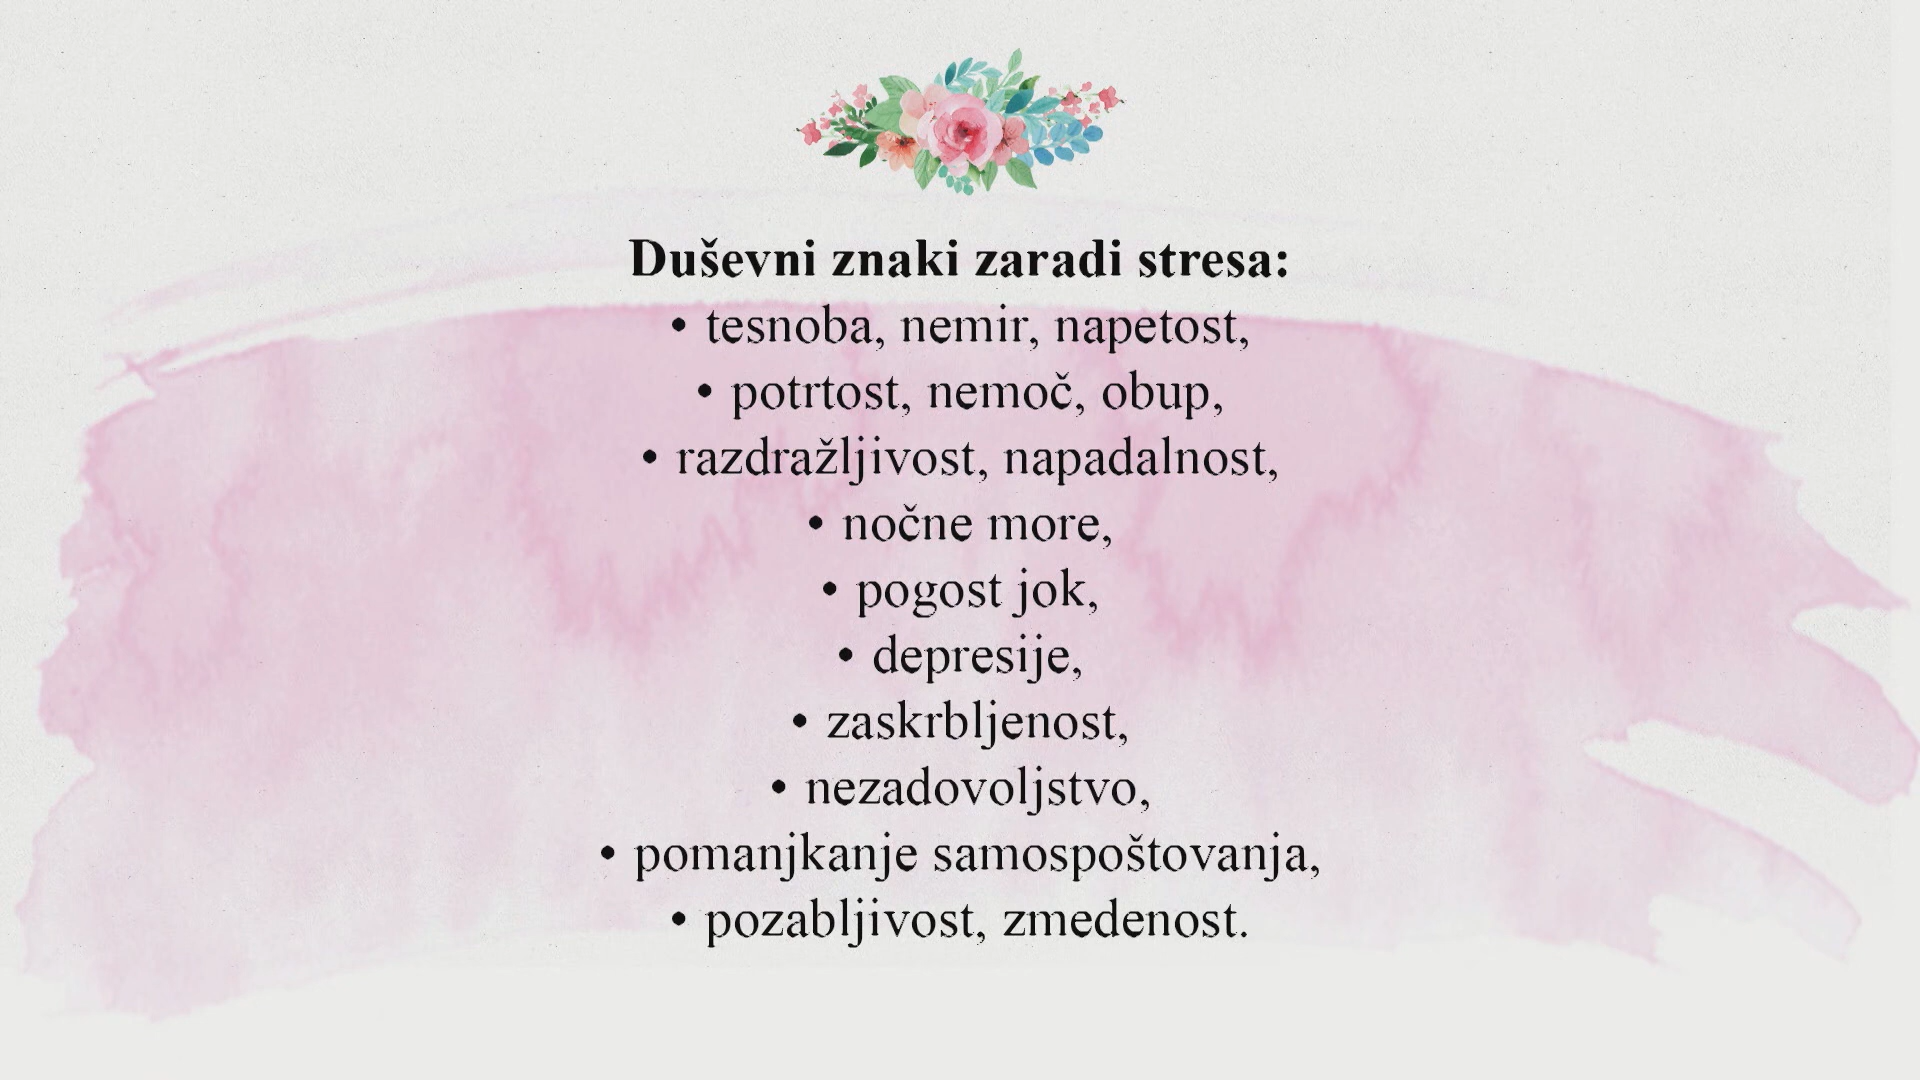 Duševni znaki zaradi stresa:
• tesnoba, nemir, napetost,
• potrtost, nemoč, obup,
• razdražljivost, napadalnost,
• nočne more,
• pogost jok,
• depresije,
• zaskrbljenost,
• nezadovoljstvo,
• pomanjkanje samospoštovanja,
• pozabljivost, zmedenost.